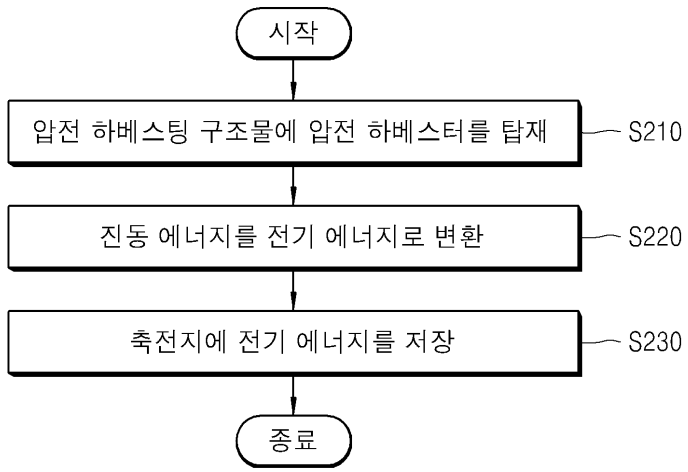 시작
압전 하베스팅 구조물에 압전 하베스터를 탑재
S210
진동 에너지를 전기 에너지로 변환
S220
축전지에 전기 에너지를 저장
S230
종료